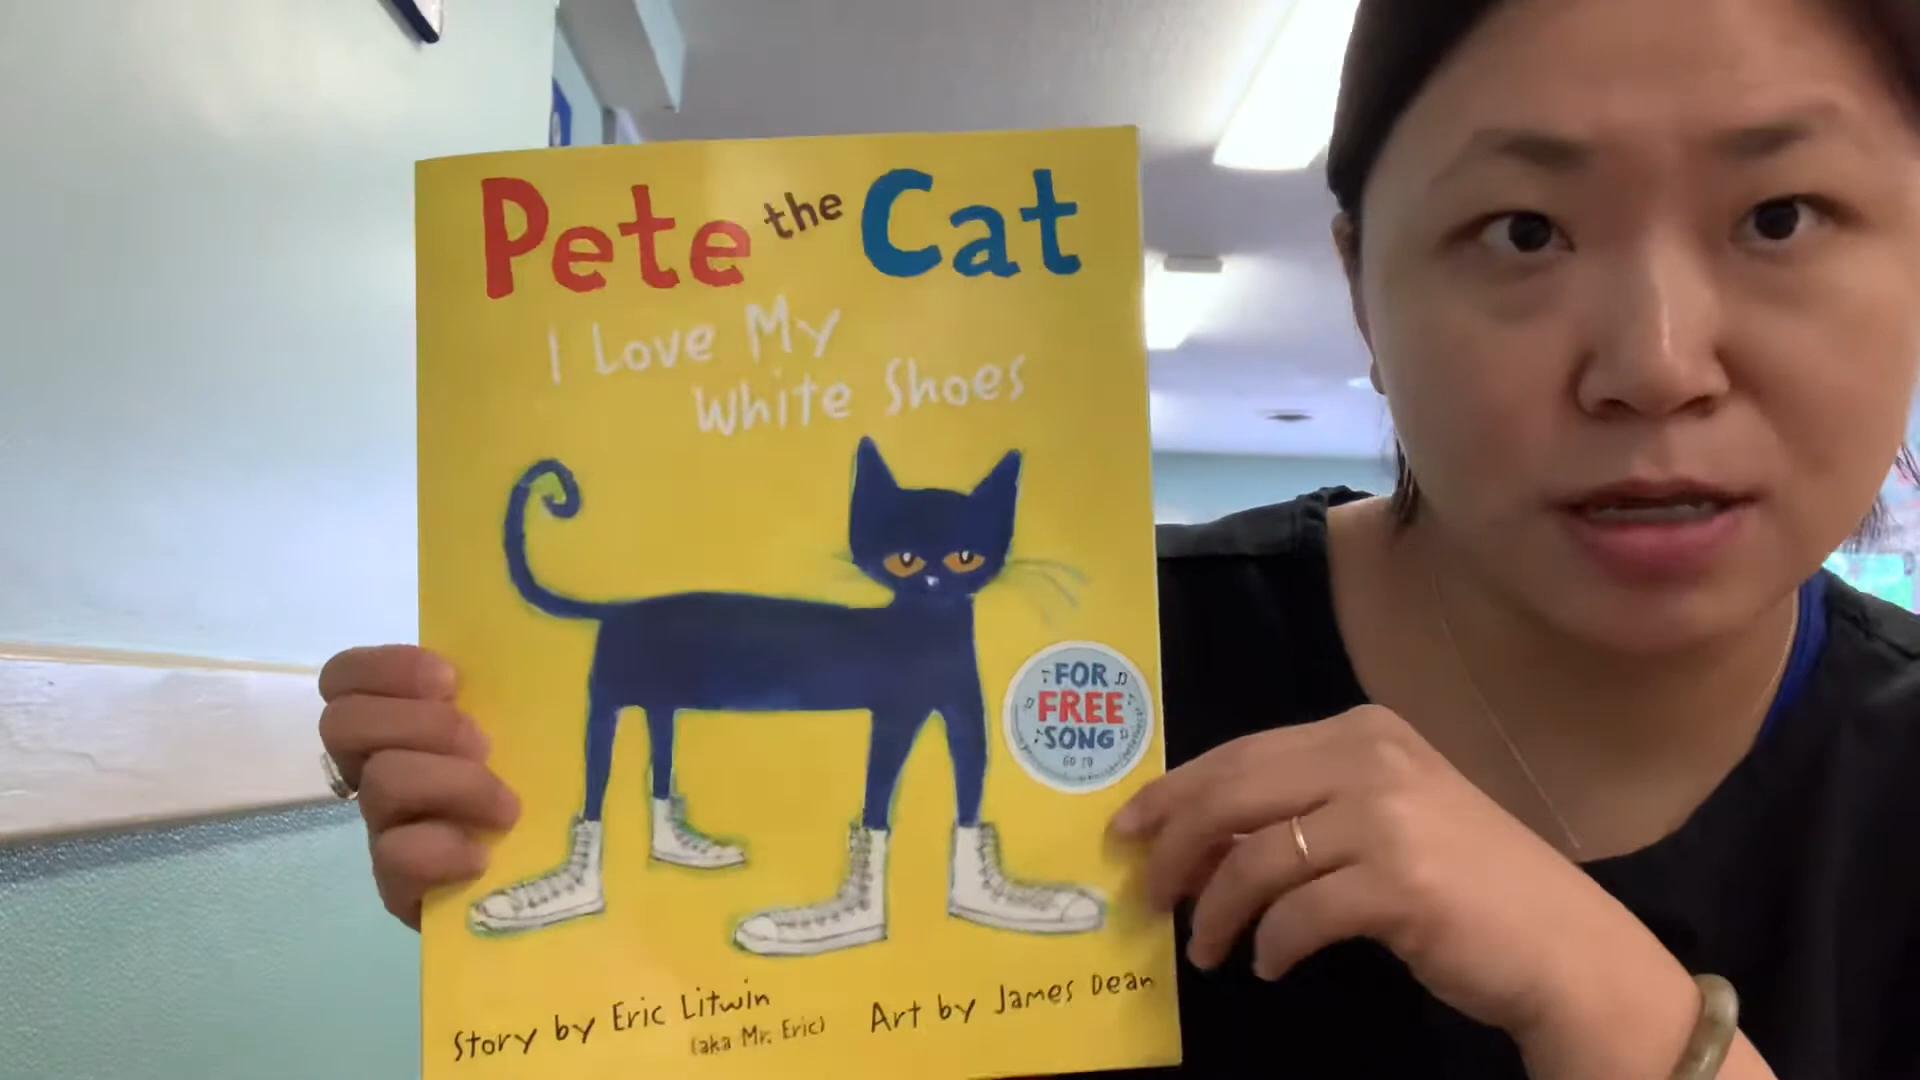 Pete the Cat
I Love My
White Shoes
FOR
FREE
SONG
GO TO
Story by Eric Litwin
(aka Mr. Eric)
Art by James Dean